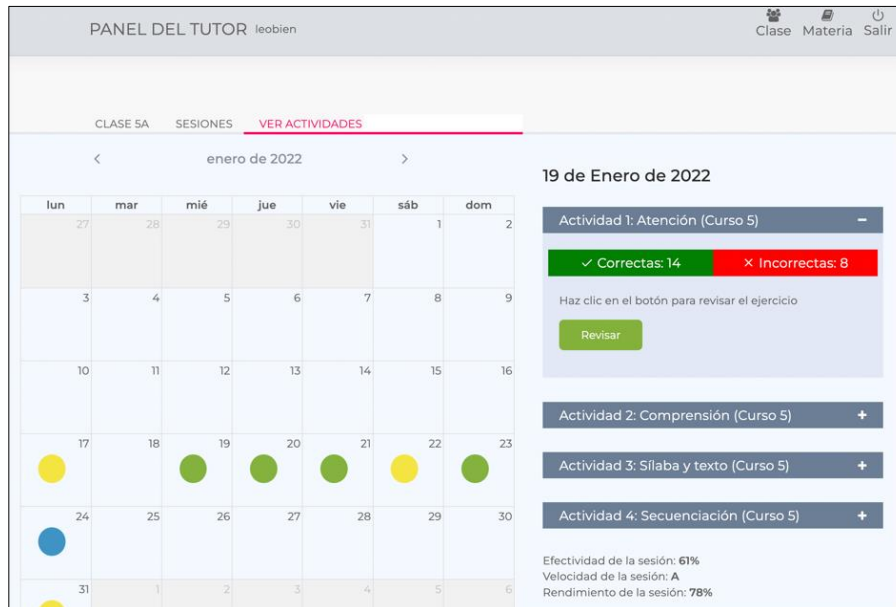 PANEL DEL TUTOR leobien
Clase Materia Salir
CLASE 5A SESIONES VER ACTIVIDADES
< enero de 2022 >
lun mar mié jue vie sáb dom
27 28 29 30 31 1 2
3 4 5 6 7 8 9
10 11 12 13 14 15 16
17 18 19 20 21 22 23
24 25 26 27 28 29 30
31 1 2 3 4 5 6
19 de Enero de 2022
Actividad 1: Atención (Curso 5) −
✓ Correctas: 14 × Incorrectas: 8
Haz clic en el botón para revisar el ejercicio
Revisar
Actividad 2: Comprensión (Curso 5) +
Actividad 3: Sílaba y texto (Curso 5) +
Actividad 4: Secuenciación (Curso 5) +
Efectividad de la sesión: 61%
Velocidad de la sesión: A
Rendimiento de la sesión: 78%